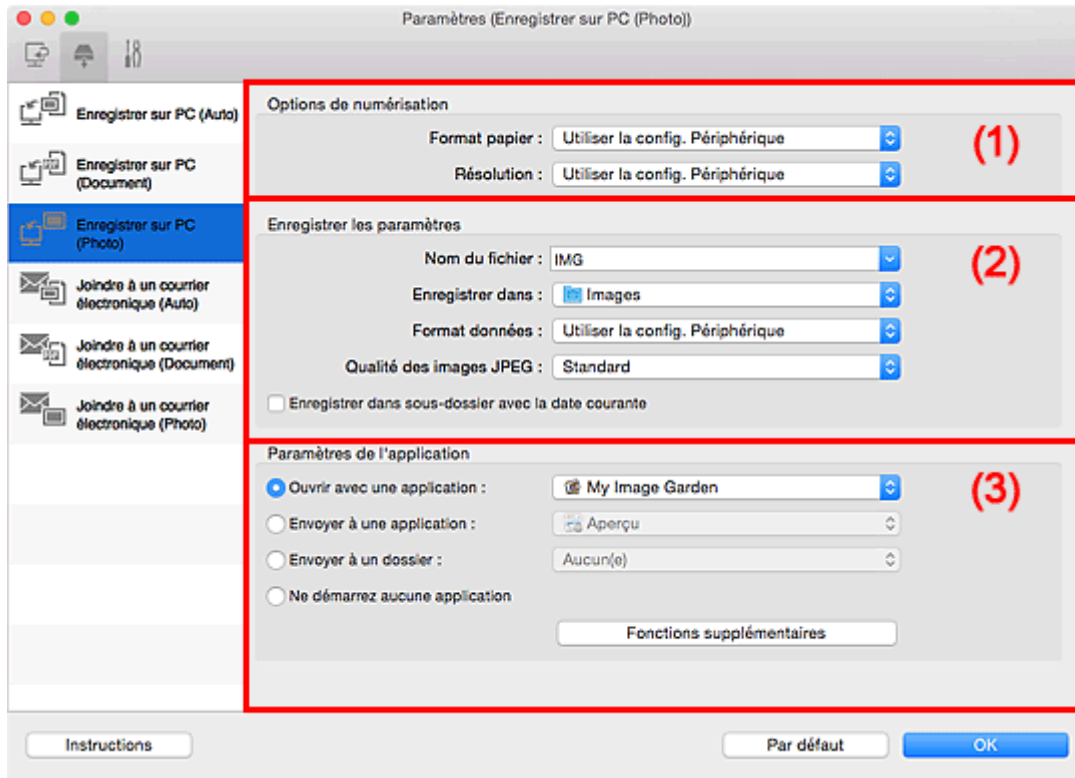 Paramètres (Enregistrer sur PC (Photo))
Enregistrer sur PC (Auto)
Enregistrer sur PC
(Document)
Enregistrer sur PC
(Photo)
Joindre à un courrier
électronique (Auto)
Joindre à un courrier
électronique (Document)
Joindre à un courrier
électronique (Photo)
Options de numérisation
(1)
Format papier : Utiliser la config. Périphérique
Résolution : Utiliser la config. Périphérique
Enregistrer les paramètres
(2)
Nom du fichier : IMG
Enregistrer dans : Images
Format données : Utiliser la config. Périphérique
Qualité des images JPEG : Standard
Enregistrer dans sous-dossier avec la date courante
Paramètres de l'application
(3)
Ouvrir avec une application : My Image Garden
Envoyer à une application : Aperçu
Envoyer à un dossier : Aucun(e)
Ne démarrez aucune application
Fonctions supplémentaires
Instructions
Par défaut
OK